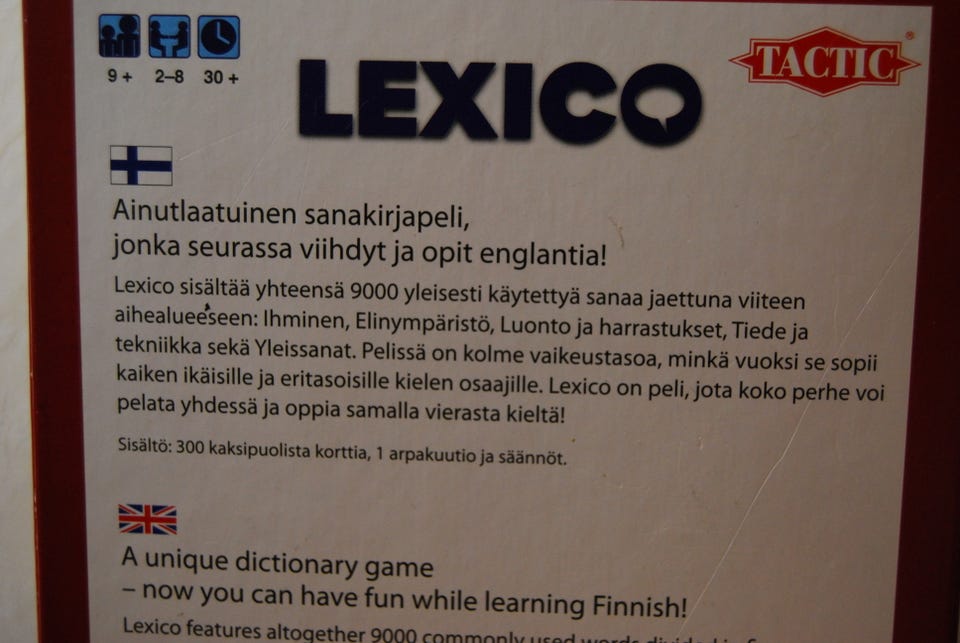 9+ 2–8 30+
LEXICO
TACTIC®
Ainutlaatuinen sanakirjapeli,
jonka seurassa viihdyt ja opit englantia!
Lexico sisältää yhteensä 9000 yleisesti käytettyä sanaa jaettuna viiteen
aihealueeseen: Ihminen, Elinympäristö, Luonto ja harrastukset, Tiede ja
tekniikka sekä Yleissanat. Pelissä on kolme vaikeustasoa, minkä vuoksi se sopii
kaiken ikäisille ja eritasoisille kielen osaajille. Lexico on peli, jota koko perhe voi
pelata yhdessä ja oppia samalla vierasta kieltä!
Sisältö: 300 kaksipuolista korttia, 1 arpakuutio ja säännöt.
A unique dictionary game
– now you can have fun while learning Finnish!
Lexico features altogether 9000 commonly used words divided